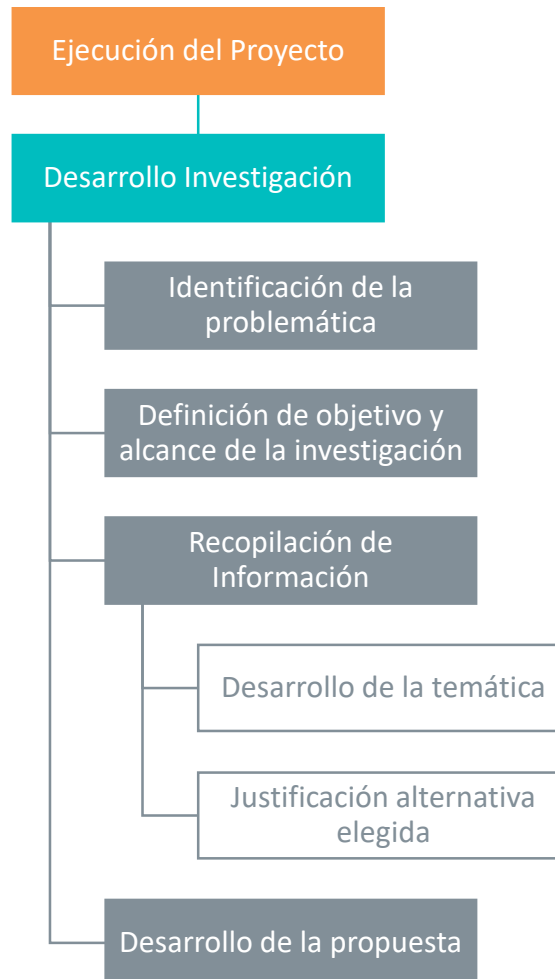 Ejecución del Proyecto
Desarrollo Investigación
Identificación de la
problemática
Definición de objetivo y
alcance de la investigación
Recopilación de
Información
Desarrollo de la temática
Justificación alternativa
elegida
Desarrollo de la propuesta